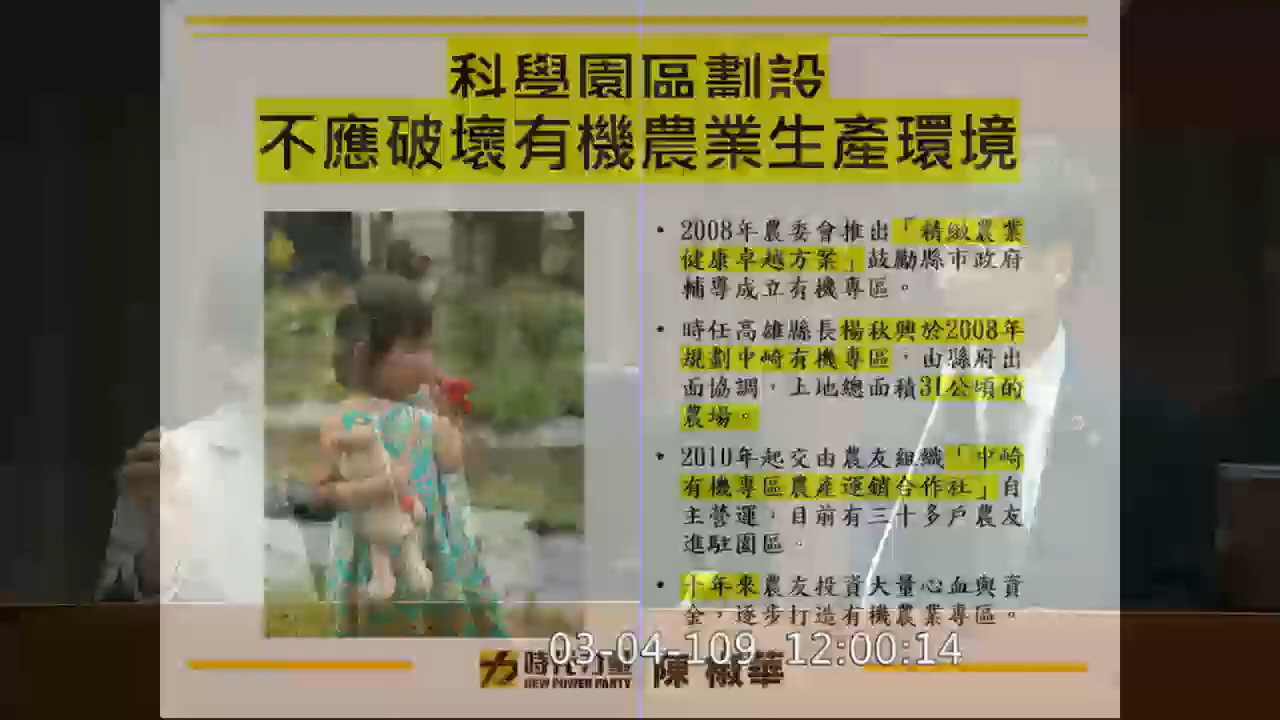 科學園區劃設
不應破壞有機農業生產環境
• 2008年農委會推出「精緻農業
健康卓越方案」鼓勵縣市政府
輔導成立有機專區。
• 時任高雄縣長楊秋興於2008年
規劃中崎有機專區，由縣府出
面協調，土地總面積31公頃的
農場。
• 2010年起交由農友組織「中崎
有機專區農產運銷合作社」自
主營運，目前有三十多戶農友
進駐園區。
• 十年來農友投資大量心血與資
金，逐步打造有機農業專區。
03-04-109 12:00:14
時代力量 陳椒華
NEW POWER PARTY